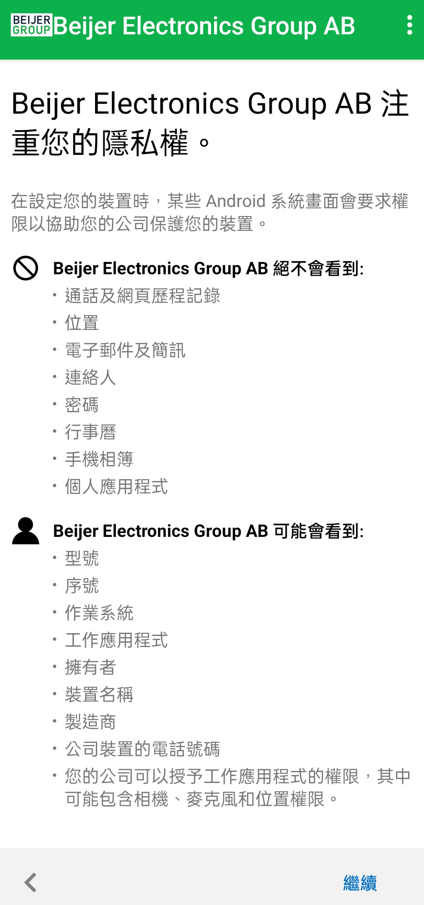 BEIJER
GROUP
Beijer Electronics Group AB
Beijer Electronics Group AB 注
重您的隱私權。
在設定您的裝置時，某些 Android 系統畫面會要求權
限以協助您的公司保護您的裝置。
Beijer Electronics Group AB 絕不會看到:
• 通話及網頁歷程記錄
• 位置
• 電子郵件及簡訊
• 連絡人
• 密碼
• 行事曆
• 手機相簿
• 個人應用程式
Beijer Electronics Group AB 可能會看到:
• 型號
• 序號
• 作業系統
• 工作應用程式
• 擁有者
• 裝置名稱
• 製造商
• 公司裝置的電話號碼
• 您的公司可以授予工作應用程式的權限，其中
可能包含相機、麥克風和位置權限。
繼續